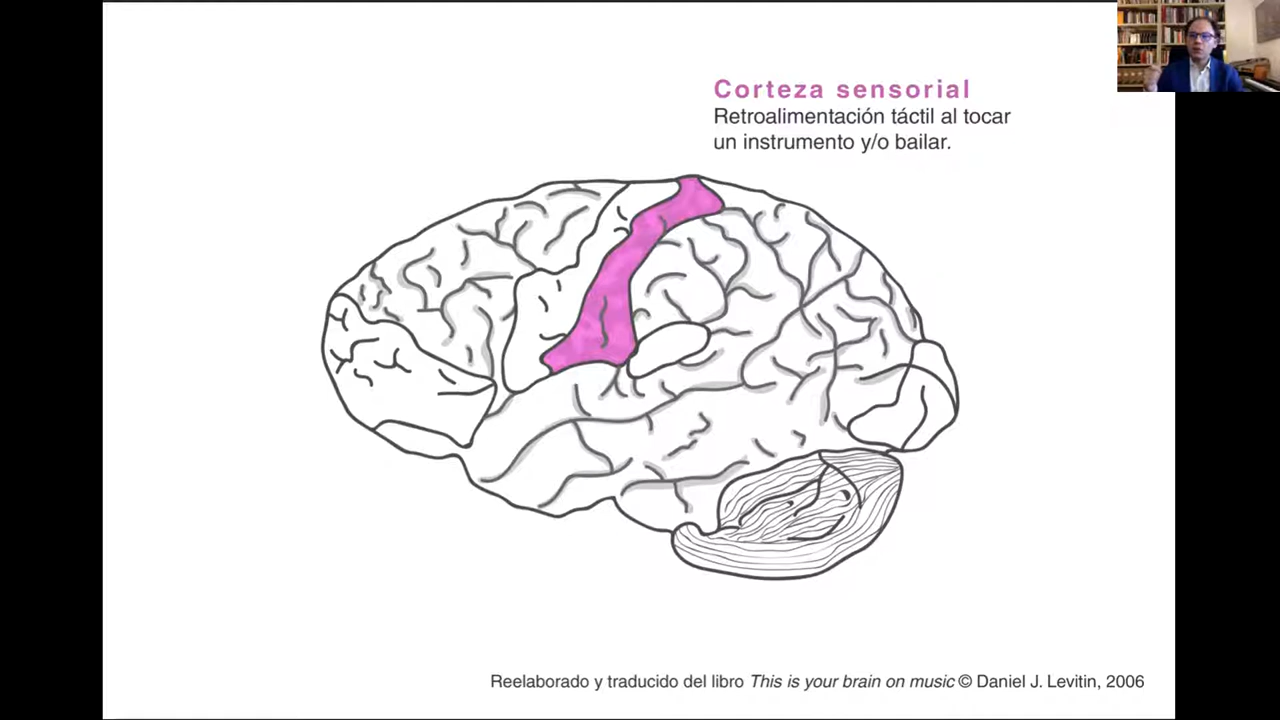 Corteza sensorial
Retroalimentación táctil al tocar
un instrumento y/o bailar.
Reelaborado y traducido del libro This is your brain on music © Daniel J. Levitin, 2006